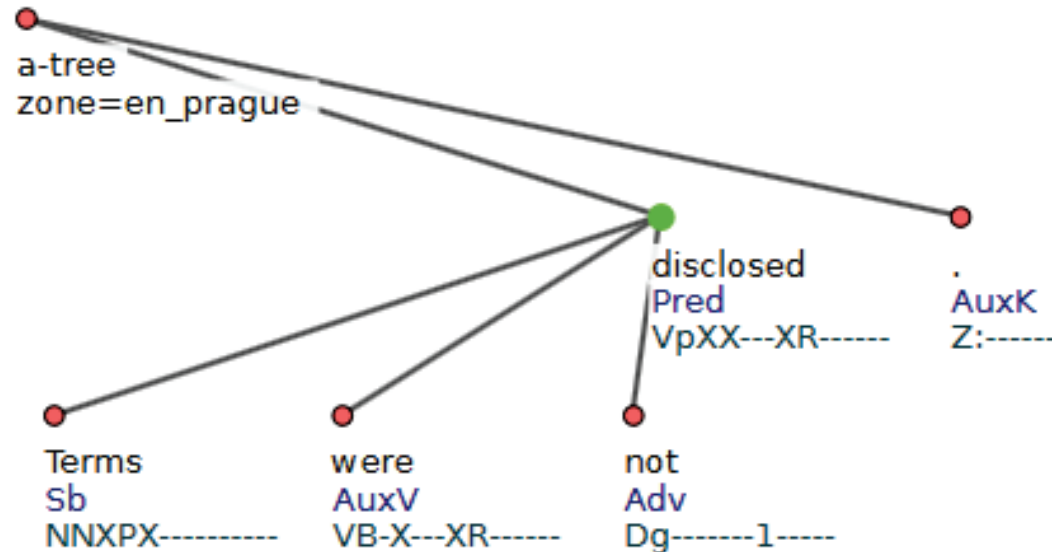 a-tree
zone=en_prague
disclosed
Pred
VpXX---XR------
.
AuxK
Z:------
Terms
Sb
NNXPX----------
were
AuxV
VB-X---XR------
not
Adv
Dg-------1-----